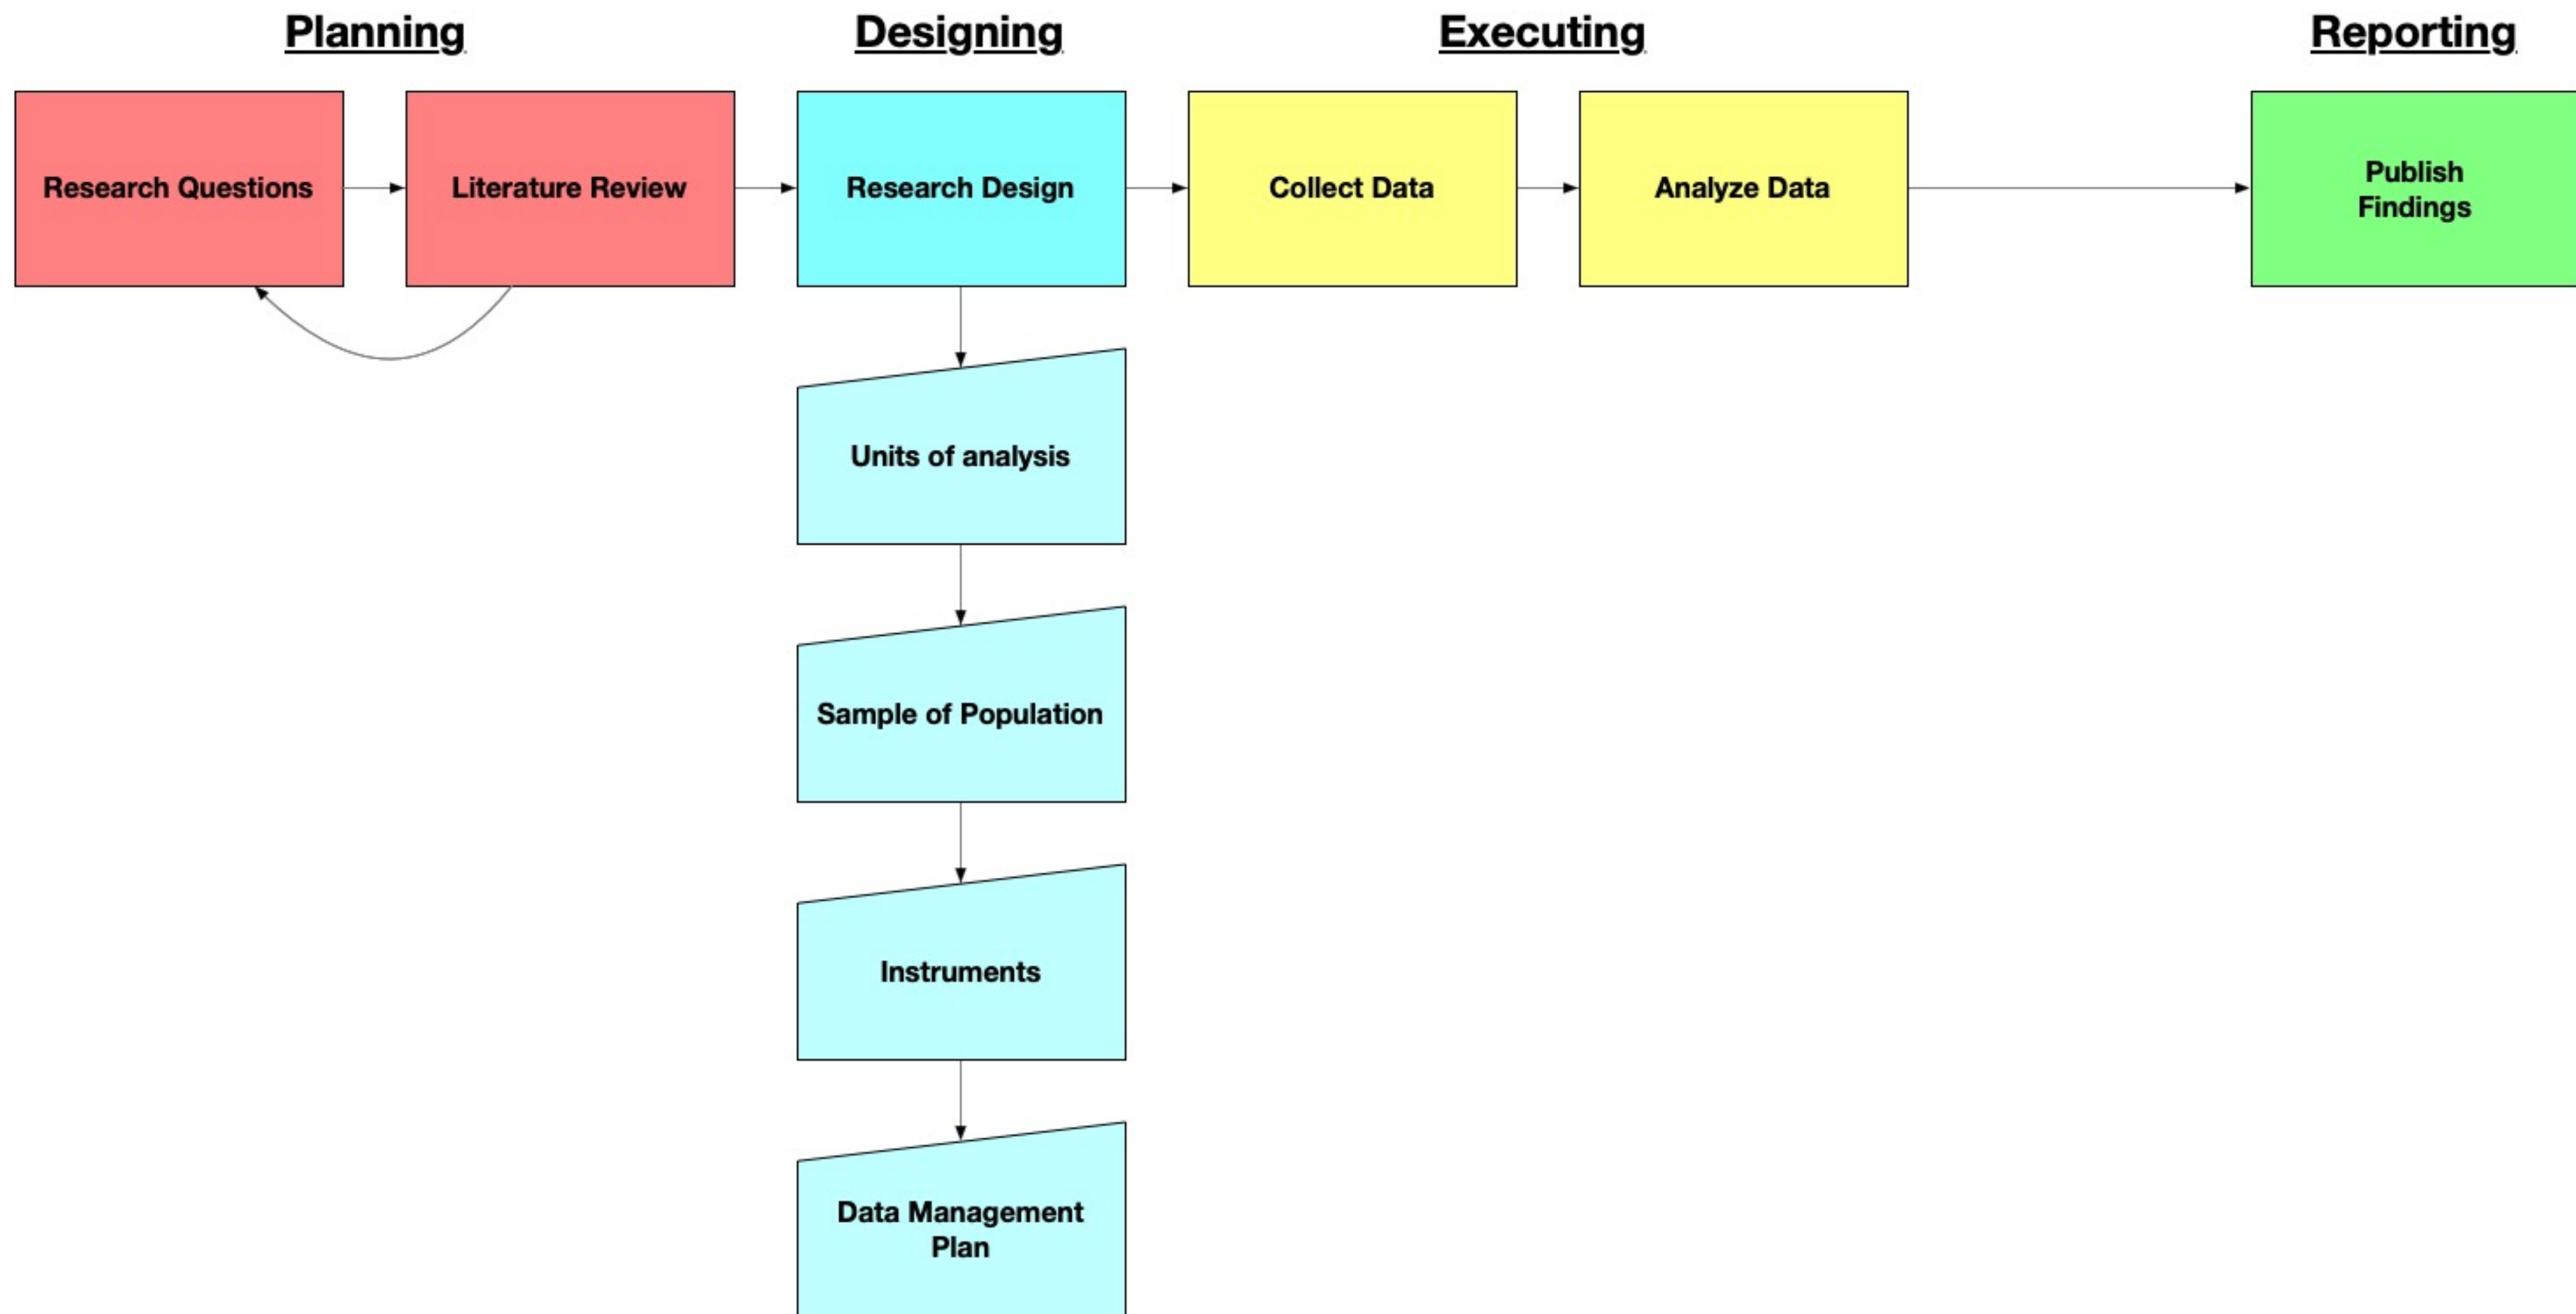 Planning
Designing
Executing
Reporting
Research Questions
Literature Review
Research Design
Collect Data
Analyze Data
Publish
Findings
Units of analysis
Sample of Population
Instruments
Data Management
Plan